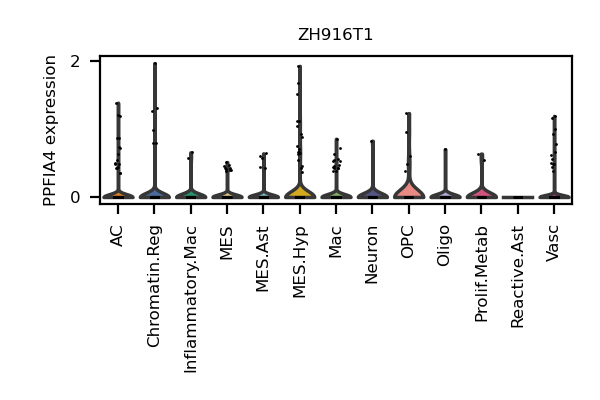 ZH916T1
PPFIA4 expression
2
0
AC
Chromatin.Reg
Inflammatory.Mac
MES
MES.Ast
MES.Hyp
Mac
Neuron
OPC
Oligo
Prolif.Metab
Reactive.Ast
Vasc